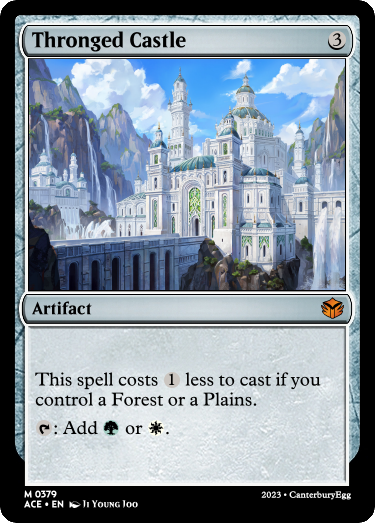 Thronged Castle 3
Artifact
This spell costs 1 less to cast if you
control a Forest or a Plains.
: Add or .
M 0379
ACE • EN Ji Young Joo
2023 • CanterburyEgg